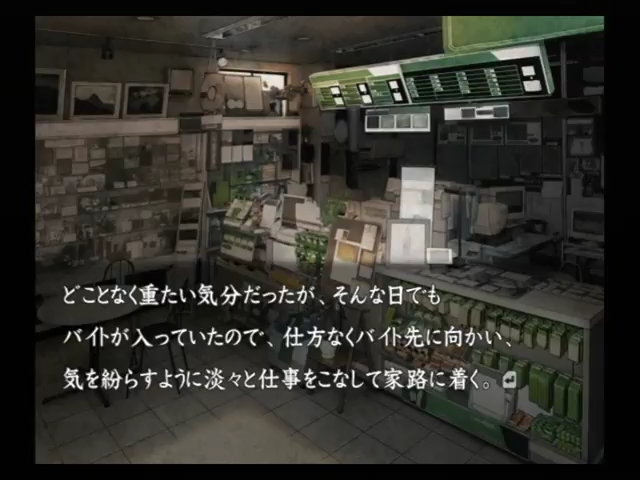 どことなく重たい気分だったが、そんな日でも
バイトが入っていたので、仕方なくバイト先に向かい、
気を紛らすように淡々と仕事をこなして家路に着く。